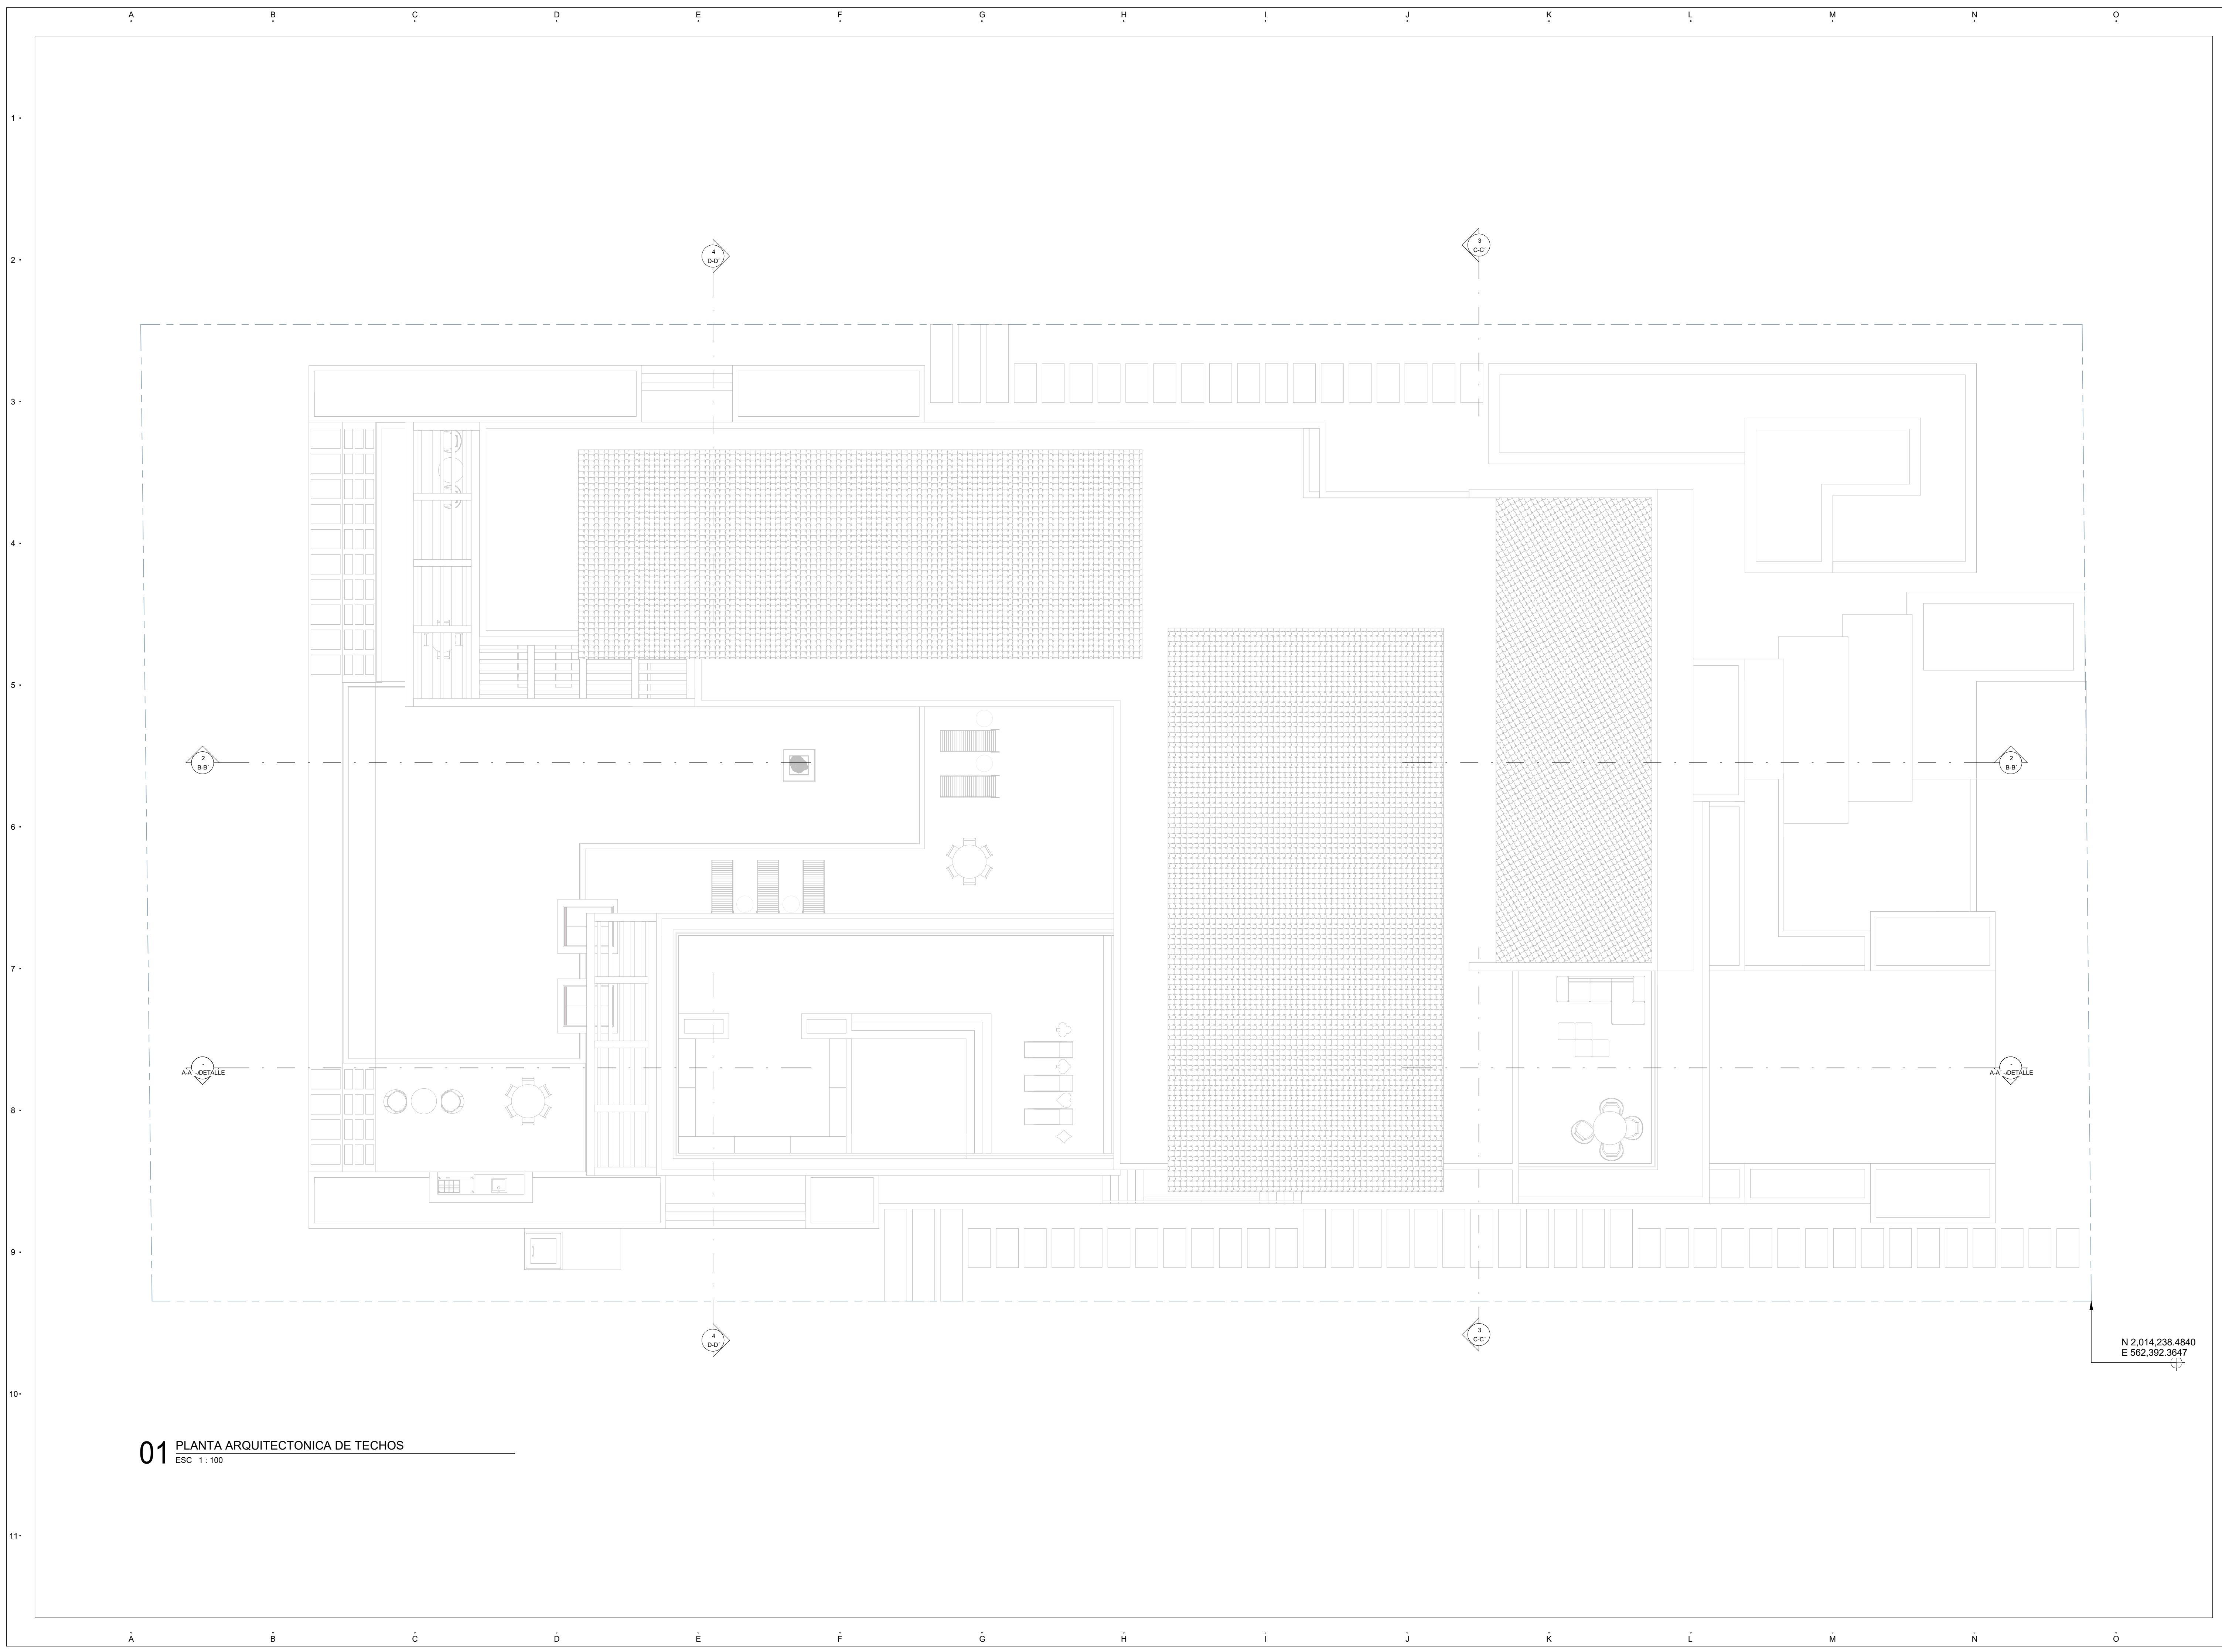 A B C D E F G H I J K L M N O
1
2
3
4
5
6
7
8
9
10
11
4
D-D´
3
C-C´
2
B-B´
2
B-B´
-
A-A´ --DETALLE
-
A-A´ --DETALLE
4
D-D´
3
C-C´
N 2,014,238.4840
E 562,392.3647
01 PLANTA ARQUITECTONICA DE TECHOS
ESC 1 : 100
A B C D E F G H I J K L M N O